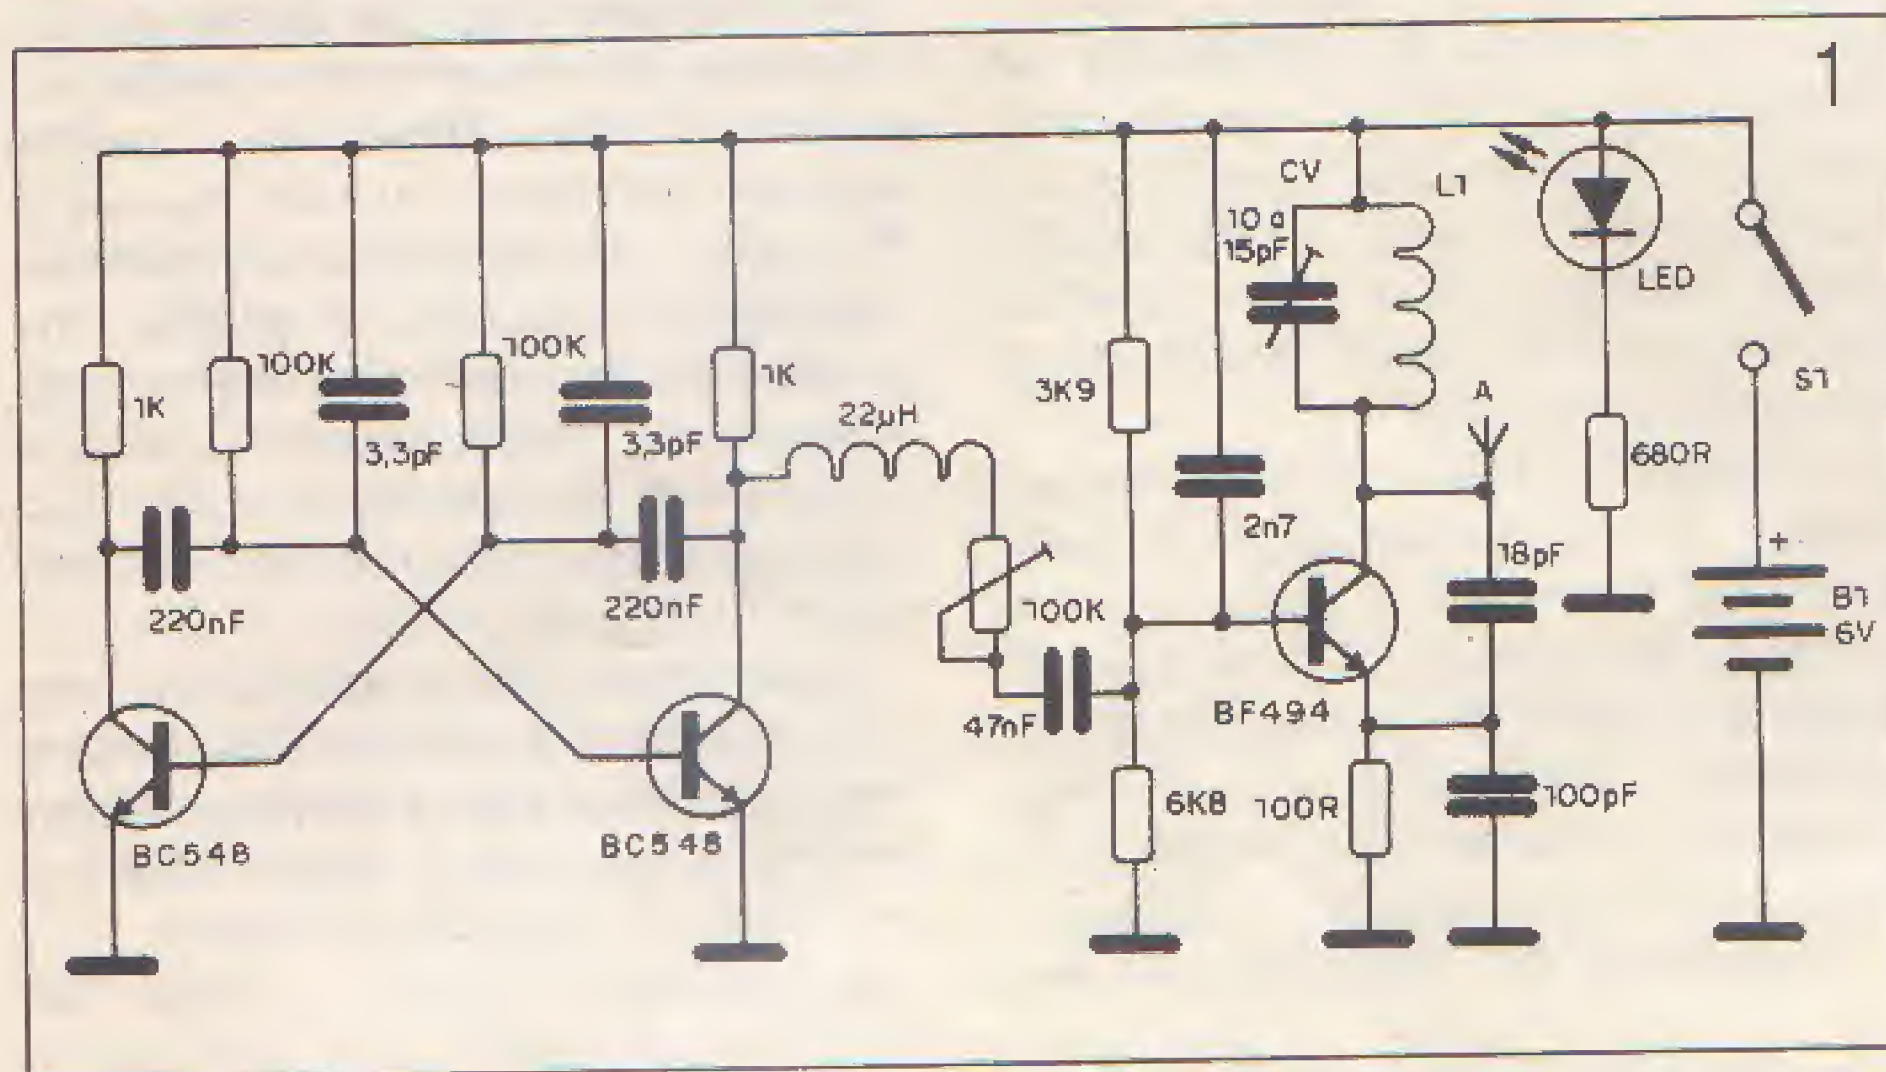 1
CV
L1
10 a
15pF
LED
100K
100K
1K
1K
3K9
S1
A
22µH
3,3pF
3,3pF
680R
2n7
18pF
+
220nF
220nF
100K
B1
6V
BF494
47nF
6K8
100R
100pF
BC548
BC548